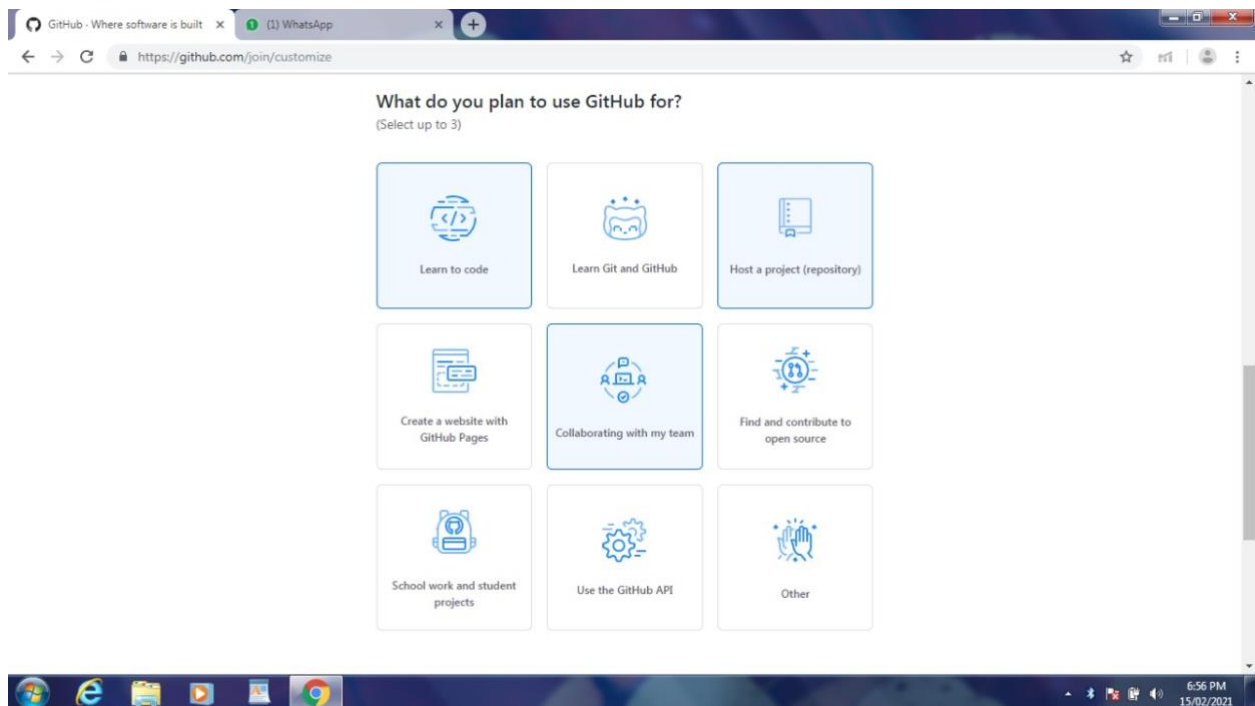 GitHub · Where software is built
(1) WhatsApp
https://github.com/join/customize
What do you plan to use GitHub for?
(Select up to 3)
Learn to code
Learn Git and GitHub
Host a project (repository)
Create a website with
GitHub Pages
Collaborating with my team
Find and contribute to
open source
School work and student
projects
Use the GitHub API
Other
6:56 PM
15/02/2021